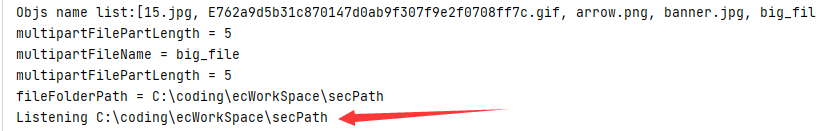 Objs name list:[15.jpg, E762a9d5b31c870147d0ab9f307f9e2f0708ff7c.gif, arrow.png, banner.jpg, big_fil
multipartFilePartLength = 5
multipartFileName = big_file
multipartFilePartLength = 5
fileFolderPath = C:\coding\ecWorkSpace\secPath
Listening C:\coding\ecWorkSpace\secPath